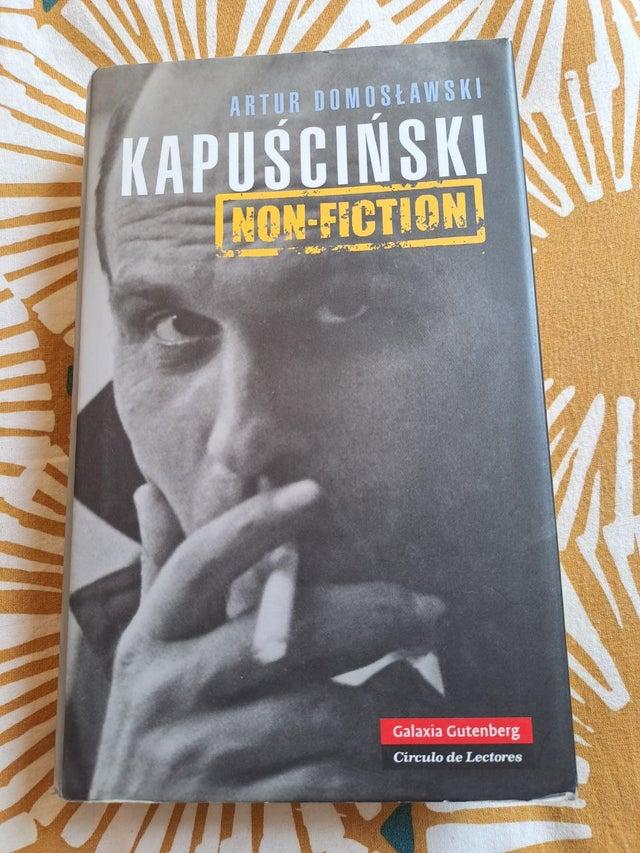 ARTUR DOMOSŁAWSKI
KAPUŚCIŃSKI
NON-FICTION
Galaxia Gutenberg
Círculo de Lectores